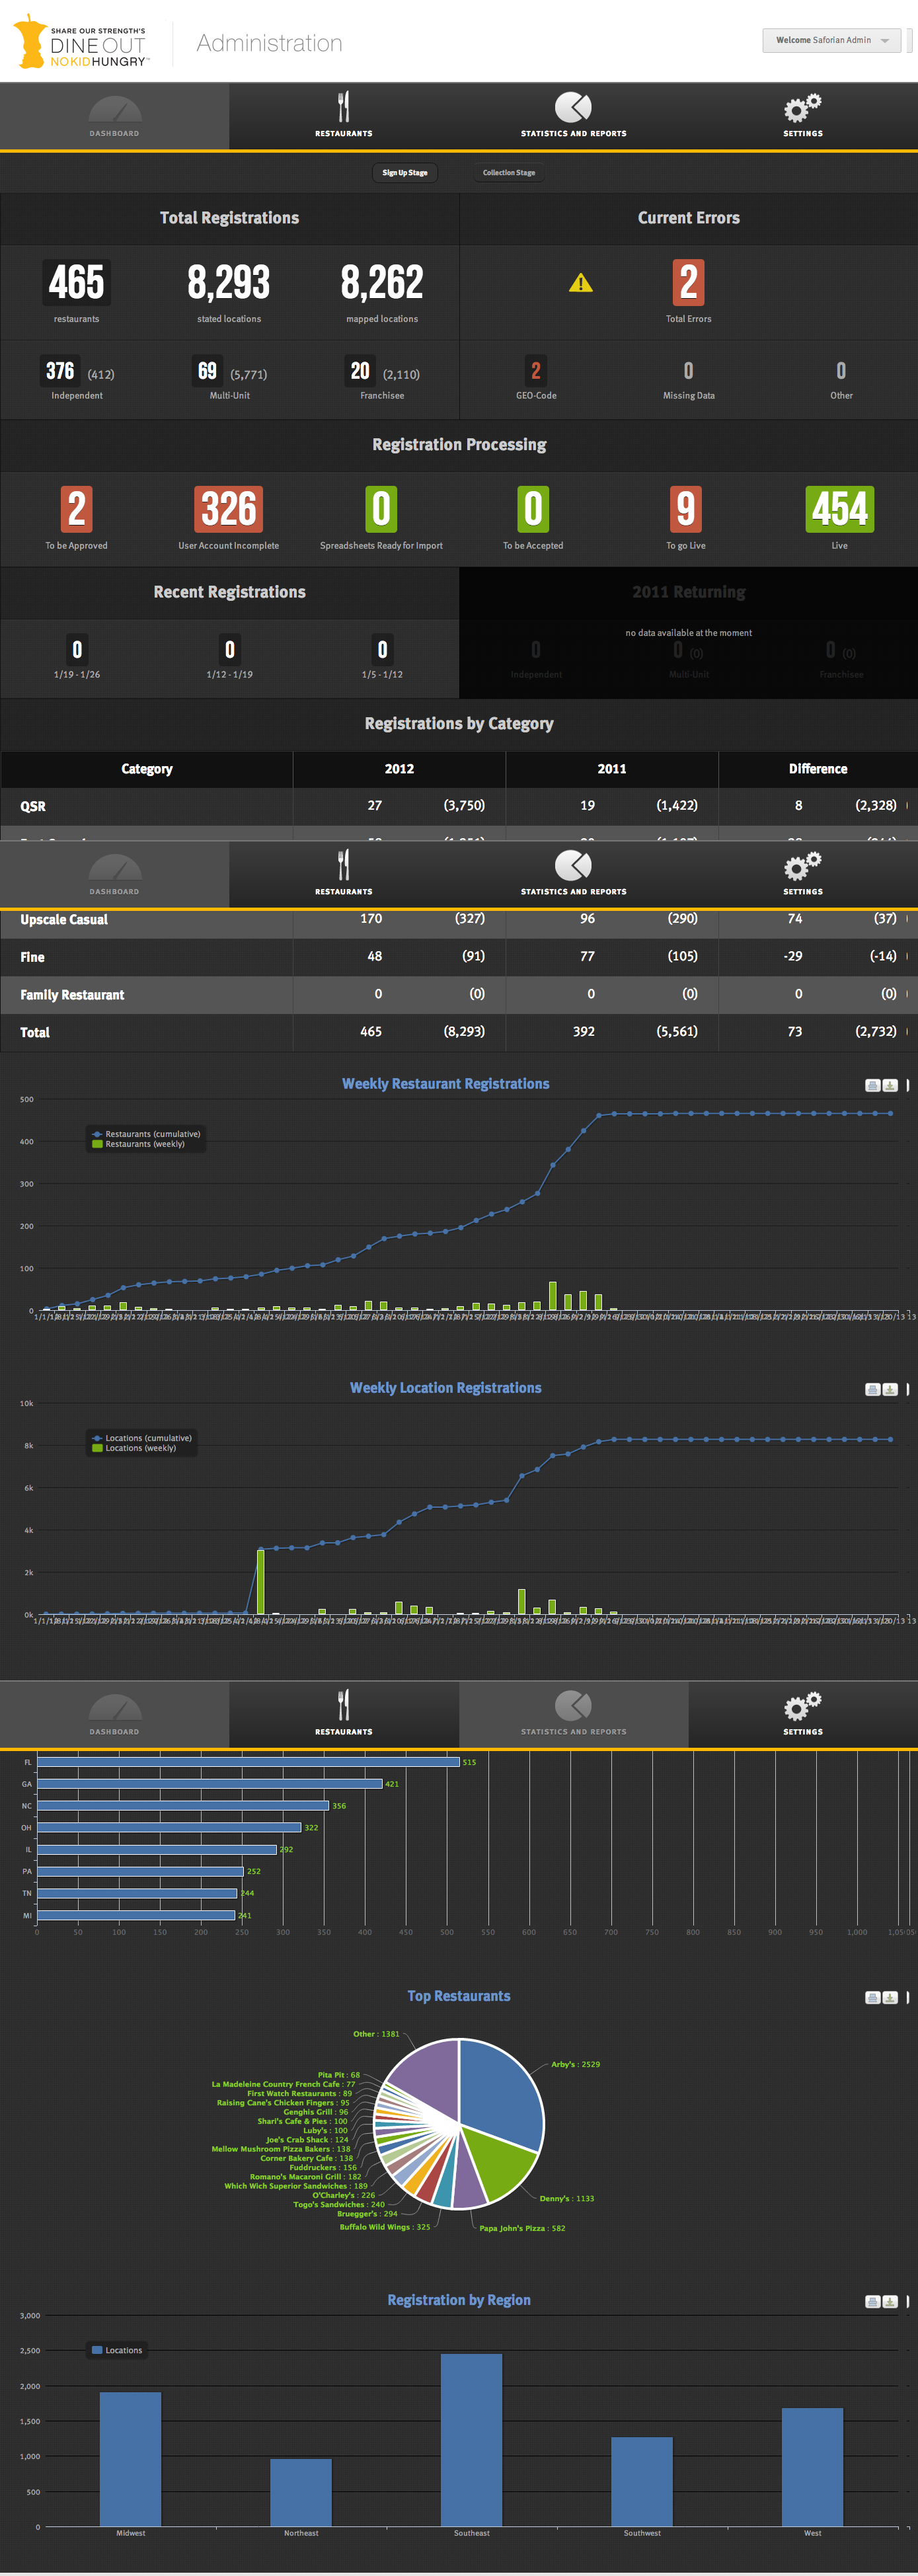 SHARE OUR STRENGTH'S
DINE OUT
NO KID HUNGRY™
Administration
Welcome Saforian Admin
DASHBOARD
RESTAURANTS
STATISTICS AND REPORTS
SETTINGS
Sign Up Stage
Collection Stage
Total Registrations
Current Errors
465
8,293
8,262
2
restaurants
stated locations
mapped locations
Total Errors
376 (412)
69 (5,771)
20 (2,110)
2
0
0
Independent
Multi-Unit
Franchisee
GEO-Code
Missing Data
Other
Registration Processing
2
326
0
0
9
454
To be Approved
User Account Incomplete
Spreadsheets Ready for Import
To be Accepted
To go Live
Live
Recent Registrations
2011 Returning
no data available at the moment
0
0
0
0
0 (0)
0 (0)
1/19 - 1/26
1/12 - 1/19
1/5 - 1/12
Independent
Multi-Unit
Franchisee
Registrations by Category
Category 2012 2011 Difference
QSR 27 (3,750) 19 (1,422) 8 (2,328)
DASHBOARD
RESTAURANTS
STATISTICS AND REPORTS
SETTINGS
Upscale Casual 170 (327) 96 (290) 74 (37)
Fine 48 (91) 77 (105) -29 (-14)
Family Restaurant 0 (0) 0 (0) 0 (0)
Total 465 (8,293) 392 (5,561) 73 (2,732)
Weekly Restaurant Registrations
500
Restaurants (cumulative)
Restaurants (weekly)
400
300
200
100
0
Weekly Location Registrations
10k
Locations (cumulative)
Locations (weekly)
8k
6k
4k
2k
0k
DASHBOARD
RESTAURANTS
STATISTICS AND REPORTS
SETTINGS
FL 515
GA 421
NC 356
OH 322
IL 292
PA 252
TN 244
MI 241
0 50 100 150 200 250 300 350 400 450 500 550 600 650 700 750 800 850 900 950 1,000
Top Restaurants
Other : 1381
Arby's : 2529
Pita Pit : 68
La Madeleine Country French Cafe : 77
First Watch Restaurants : 89
Raising Cane's Chicken Fingers : 95
Genghis Grill : 96
Shari's Cafe & Pies : 100
Luby's : 100
Joe's Crab Shack : 124
Mellow Mushroom Pizza Bakers : 138
Corner Bakery Cafe : 138
Fuddruckers : 156
Romano's Macaroni Grill : 182
Which Wich Superior Sandwiches : 189
O'Charley's : 226
Togo's Sandwiches : 240
Bruegger's : 294
Buffalo Wild Wings : 325
Denny's : 1133
Papa John's Pizza : 582
Registration by Region
3,000
Locations
2,500
2,000
1,500
1,000
500
0
Midwest Northeast Southeast Southwest West